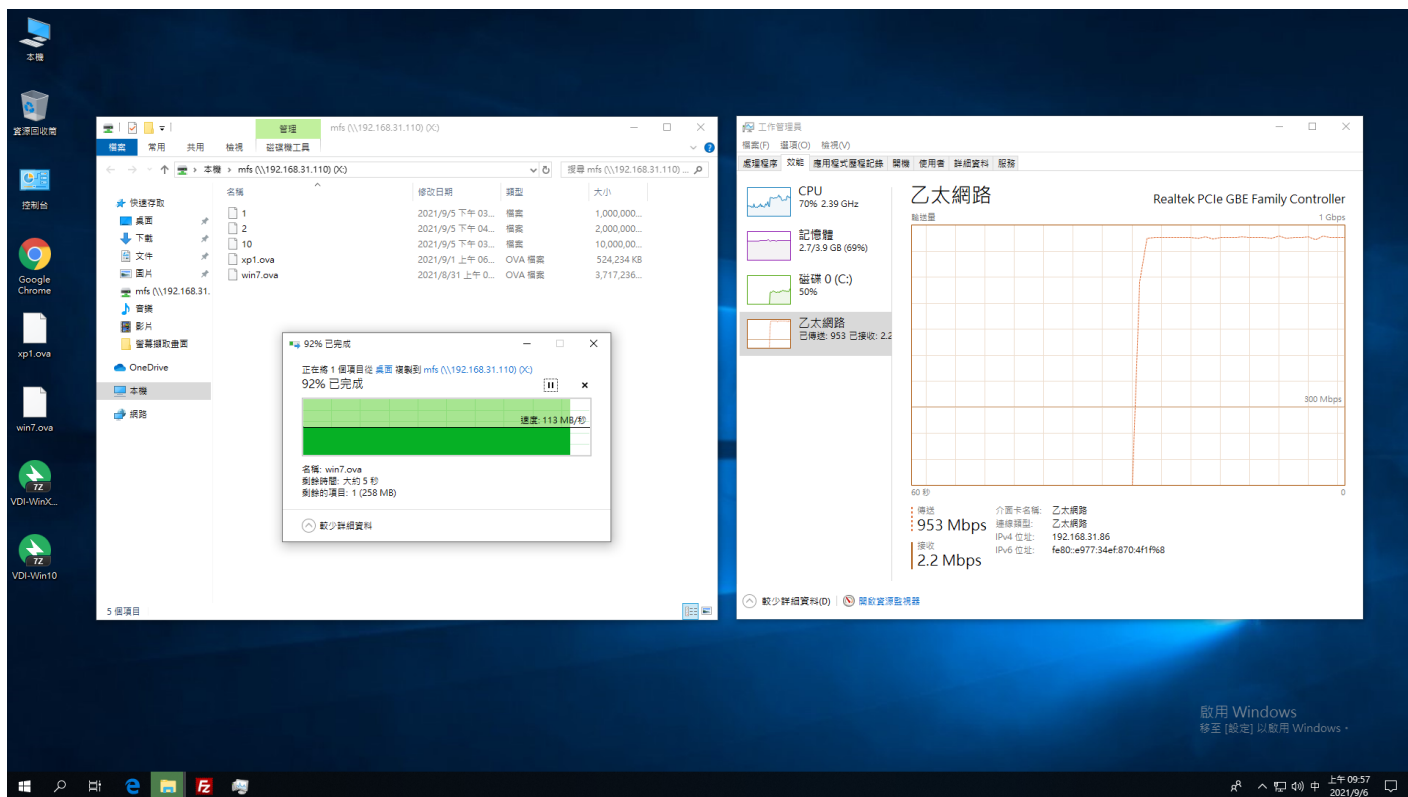 本機
資源回收筒
控制台
Google
Chrome
xp1.ova
win7.ova
VDI-WinX...
VDI-Win10
管理
mfs (\\192.168.31.110) (X:)
檔案
常用
共用
檢視
磁碟機工具
本機 › mfs (\\192.168.31.110) (X:)
搜尋 mfs (\\192.168.31.110) ...
快速存取
桌面
下載
文件
圖片
mfs (\\192.168.31.
音樂
影片
螢幕擷取畫面
OneDrive
本機
網路
名稱 修改日期 類型 大小
1 2021/9/5 下午 03... 檔案 1,000,000...
2 2021/9/5 下午 04... 檔案 2,000,000...
10 2021/9/5 下午 03... 檔案 10,000,00...
xp1.ova 2021/9/1 上午 06... OVA 檔案 524,234 KB
win7.ova 2021/8/31 上午 0... OVA 檔案 3,717,236...
5 個項目
92% 已完成
正在將 1 個項目從 桌面 複製到 mfs (\\192.168.31.110) (X:)
92% 已完成
速度: 113 MB/秒
名稱: win7.ova
剩餘時間: 大約 5 秒
剩餘的項目: 1 (258 MB)
較少詳細資料
工作管理員
檔案(F) 選項(O) 檢視(V)
處理程序 效能 應用程式歷程記錄 開機 使用者 詳細資料 服務
CPU
70% 2.39 GHz
記憶體
2.7/3.9 GB (69%)
磁碟 0 (C:)
50%
乙太網路
已傳送: 953 已接收: 2.2
乙太網路
Realtek PCIe GBE Family Controller
輸送量
1 Gbps
300 Mbps
60 秒
0
傳送
953 Mbps
接收
2.2 Mbps
介面卡名稱: 乙太網路
連線類型: 乙太網路
IPv4 位址: 192.168.31.86
IPv6 位址: fe80::e977:34ef:870:4f1f%8
較少詳細資料(D)
開啟資源監視器
啟用 Windows
移至 [設定] 以啟用 Windows。
中
上午 09:57
2021/9/6